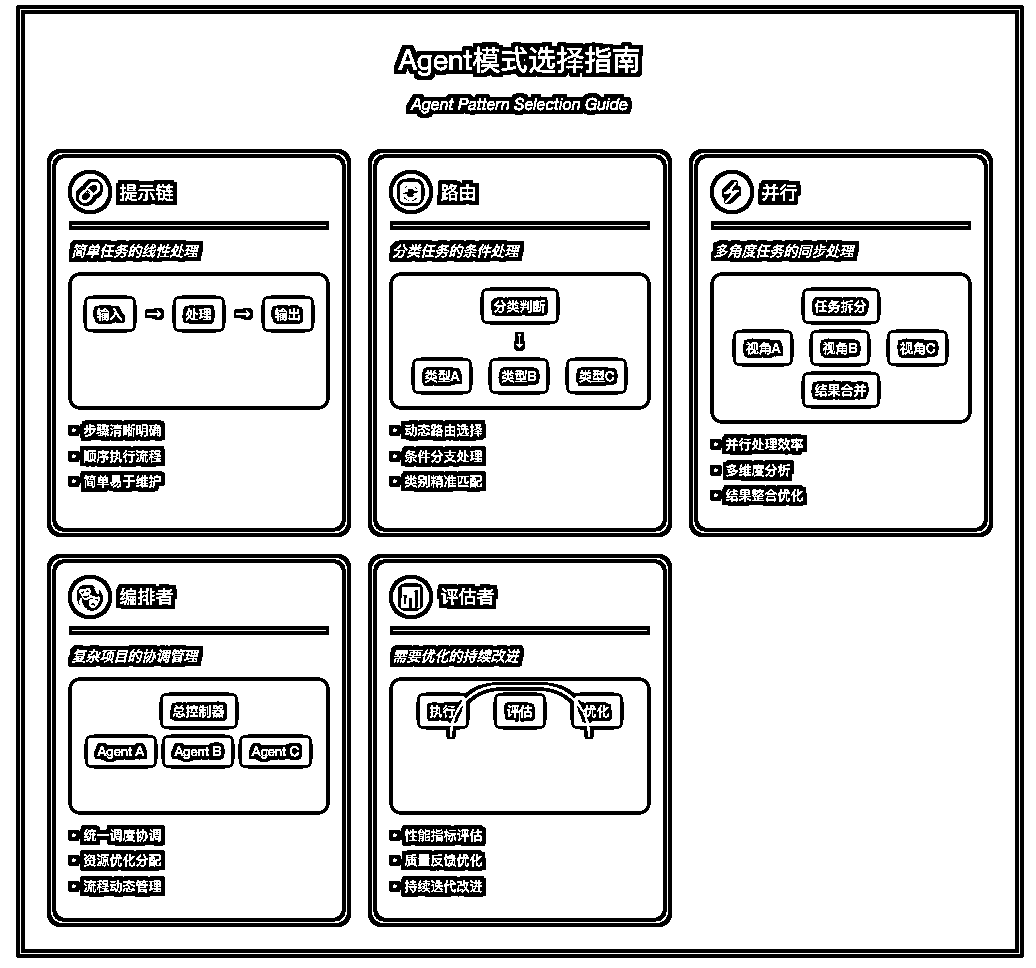 Agent模式选择指南
Agent Pattern Selection Guide
提示链
简单任务的线性处理
输入 → 处理 → 输出
步骤清晰明确
顺序执行流程
简单易于维护
路由
分类任务的条件处理
分类判断
↓
类型A 类型B 类型C
动态路由选择
条件分支处理
类别精准匹配
并行
多角度任务的同步处理
任务拆分
视角A 视角B 视角C
结果合并
并行处理效率
多维度分析
结果整合优化
编排者
复杂项目的协调管理
总控制器
Agent A Agent B Agent C
统一调度协调
资源优化分配
流程动态管理
评估者
需要优化的持续改进
执行 评估 优化
性能指标评估
质量反馈优化
持续迭代改进